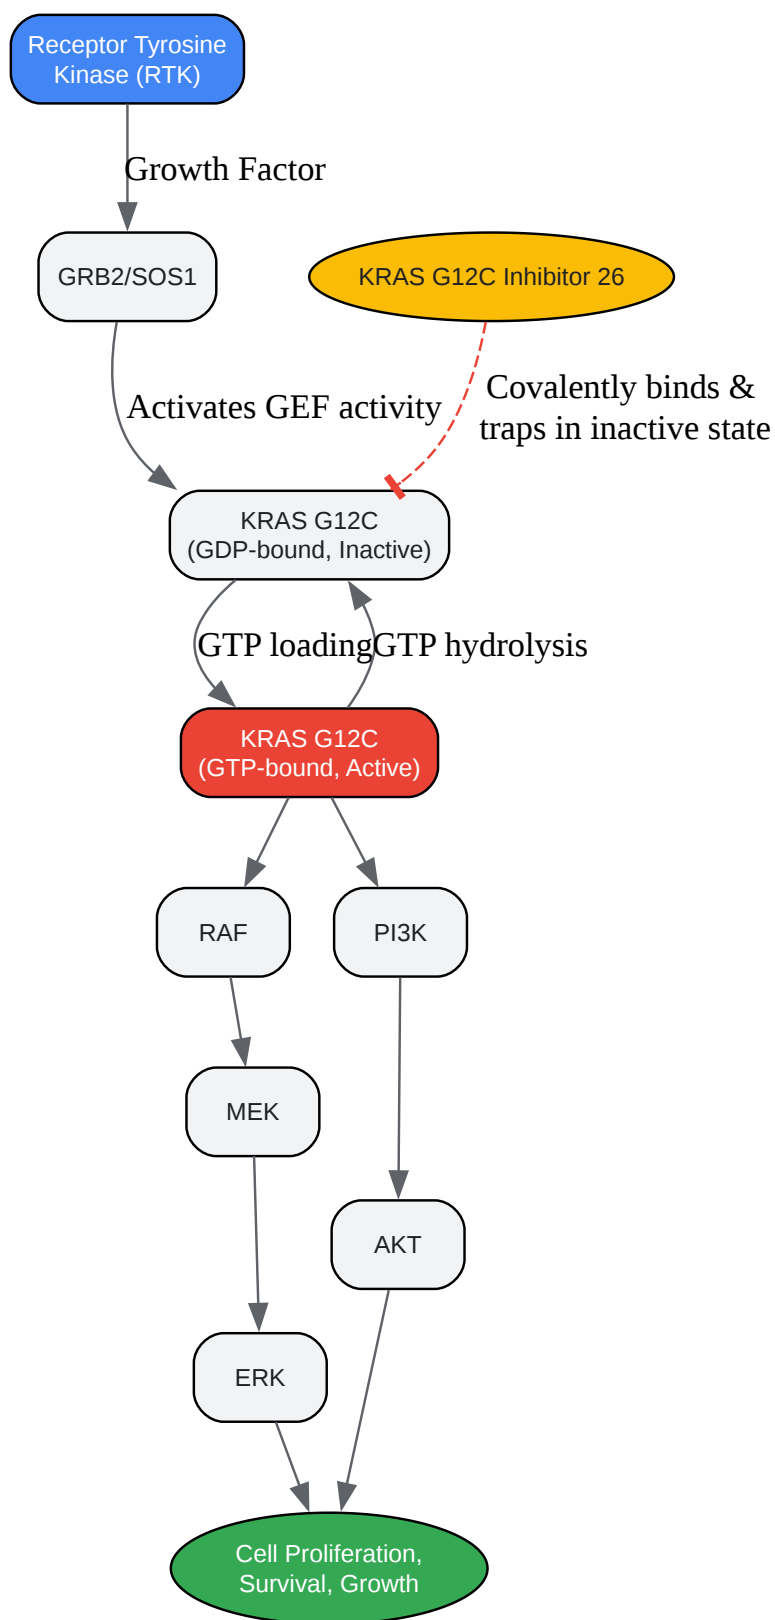 Receptor Tyrosine
Kinase (RTK)
Growth Factor
GRB2/SOS1
KRAS G12C Inhibitor 26
Activates GEF activity
Covalently binds &
traps in inactive state
KRAS G12C
(GDP-bound, Inactive)
GTP loading
GTP hydrolysis
KRAS G12C
(GTP-bound, Active)
RAF
PI3K
MEK
AKT
ERK
Cell Proliferation,
Survival, Growth